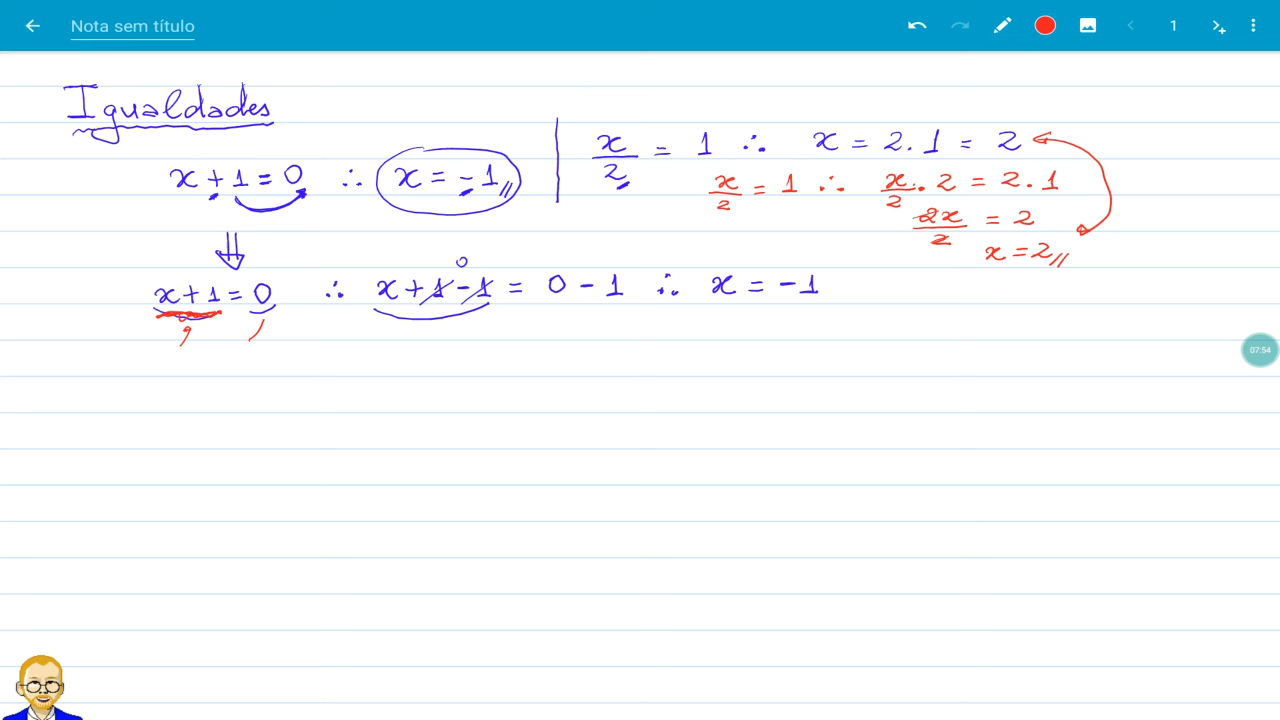 Nota sem título
1
Igualdades
x + 1 = 0 ∴ x = -1//
x/2 = 1 ∴ x = 2.1 = 2
x/2 = 1 ∴ x/2 . 2 = 2.1
2x/2 = 2
x = 2//
0
x + 1 = 0 ∴ x + 1 - 1 = 0 - 1 ∴ x = -1
07:54